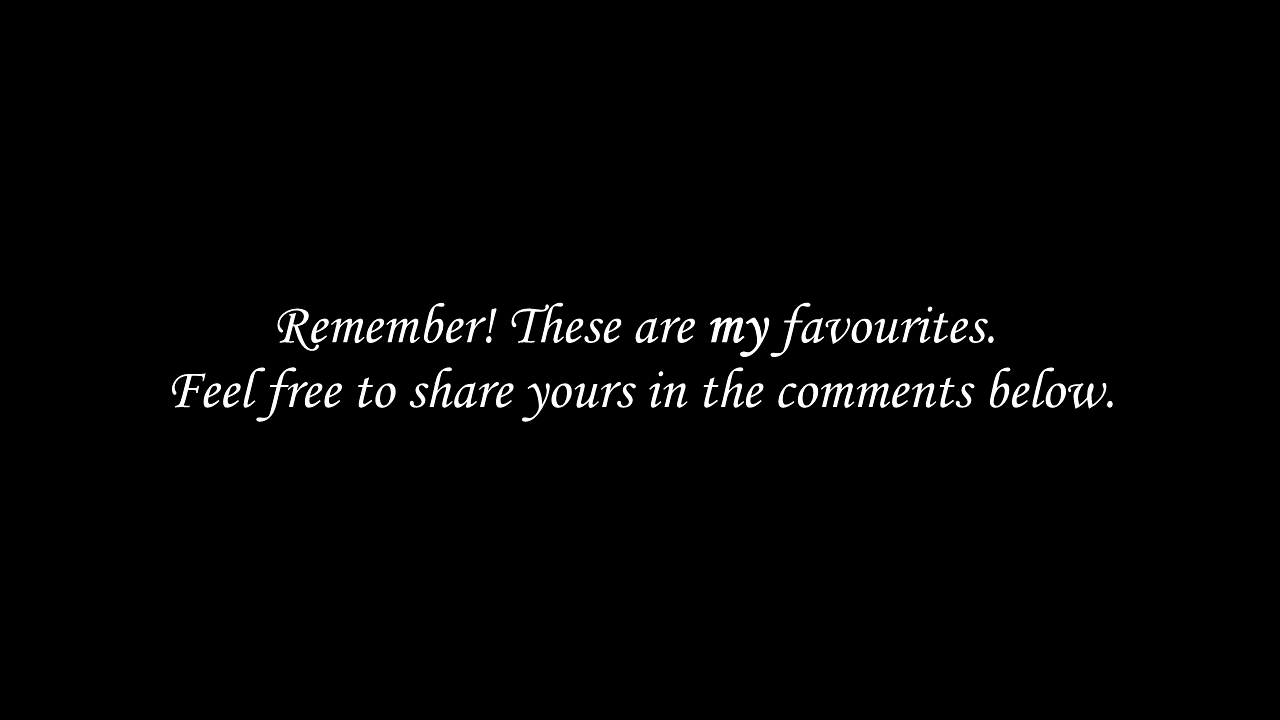 Remember! These are my favourites.
Feel free to share yours in the comments below.